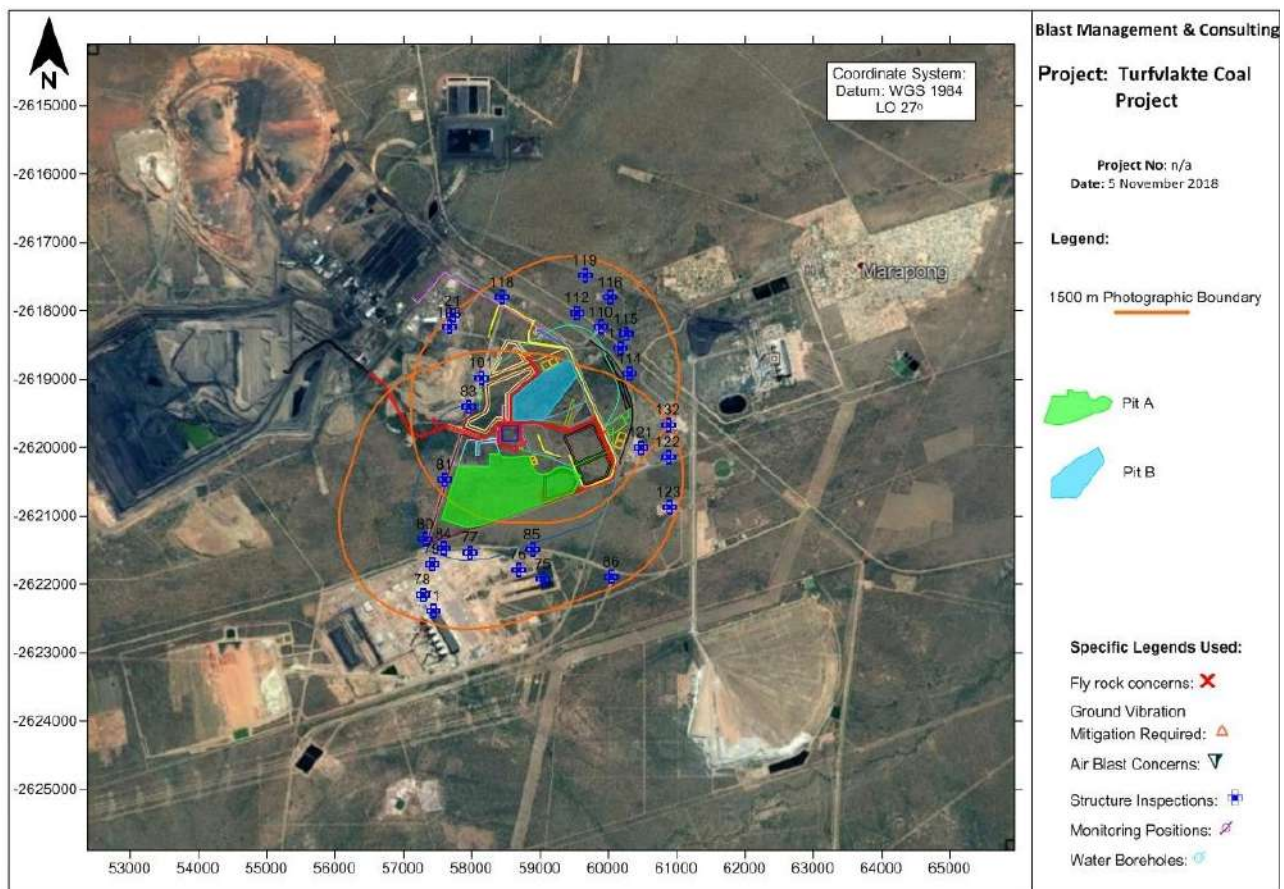 N
Coordinate System:
Datum: WGS 1984
LO 27º
-2615000
-2616000
-2617000
-2618000
-2619000
-2620000
-2621000
-2622000
-2623000
-2624000
-2625000
53000 54000 55000 56000 57000 58000 59000 60000 61000 62000 63000 64000 65000
119
118
116
21
112
110
115
111
101
83
132
121
122
81
123
80
84
77
85
76
75
86
78
Marapong
Blast Management & Consulting
Project: Turfvlakte Coal
Project
Project No: n/a
Date: 5 November 2018
Legend:
1500 m Photographic Boundary
Pit A
Pit B
Specific Legends Used:
Fly rock concerns:
Ground Vibration
Mitigation Required:
Air Blast Concerns:
Structure Inspections:
Monitoring Positions:
Water Boreholes: